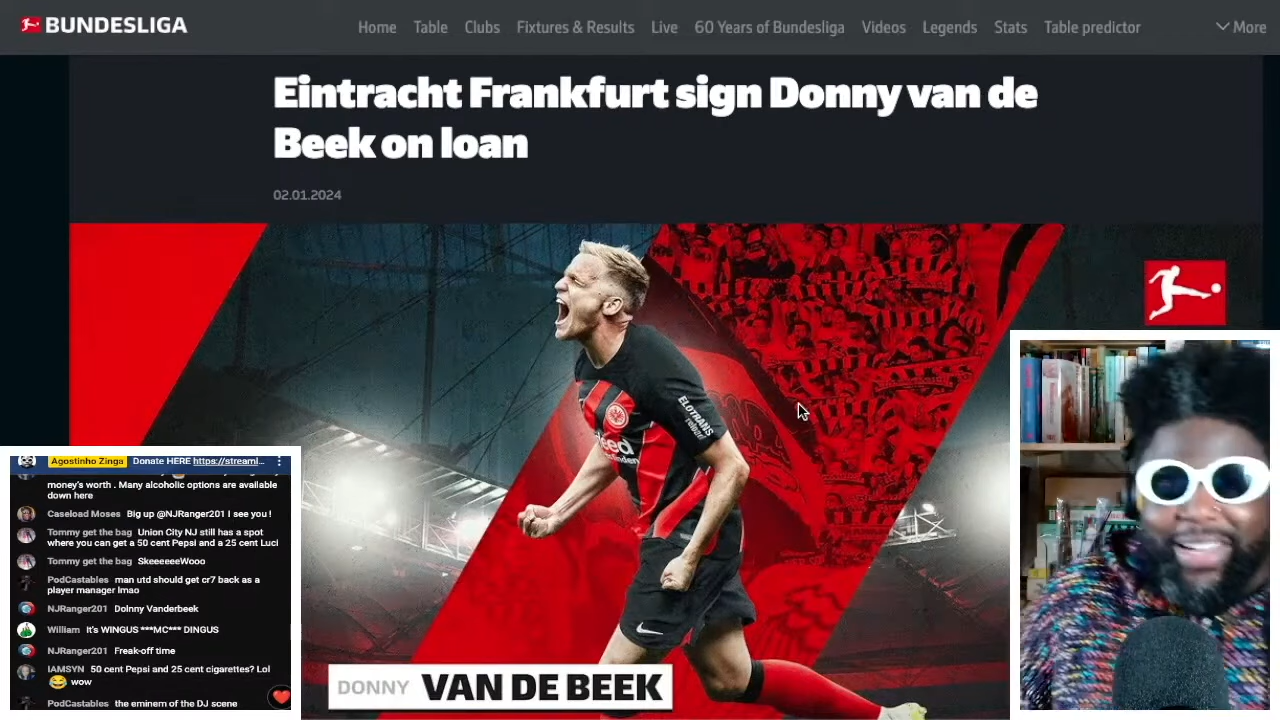 BUNDESLIGA
Home Table Clubs Fixtures & Results Live 60 Years of Bundesliga Videos Legends Stats Table predictor More
Eintracht Frankfurt sign Donny van de
Beek on loan
02.01.2024
ELOTRANS
reload
DONNY VAN DE BEEK
Agostinho Zinga Donate HERE https://streaml...
money's worth . Many alcoholic options are available
down here
Caseload Moses Big up @NJRanger201 I see you !
Tommy get the bag Union City NJ still has a spot
where you can get a 50 cent Pepsi and a 25 cent Luci
Tommy get the bag SkeeeeeeWooo
PodCastables man utd should get cr7 back as a
player manager lmao
NJRanger201 Dolnny Vanderbeek
William It's WINGUS ***MC*** DINGUS
NJRanger201 Freak-off time
IAMSYN 50 cent Pepsi and 25 cent cigarettes? Lol
😂 wow
PodCastables the eminem of the DJ scene